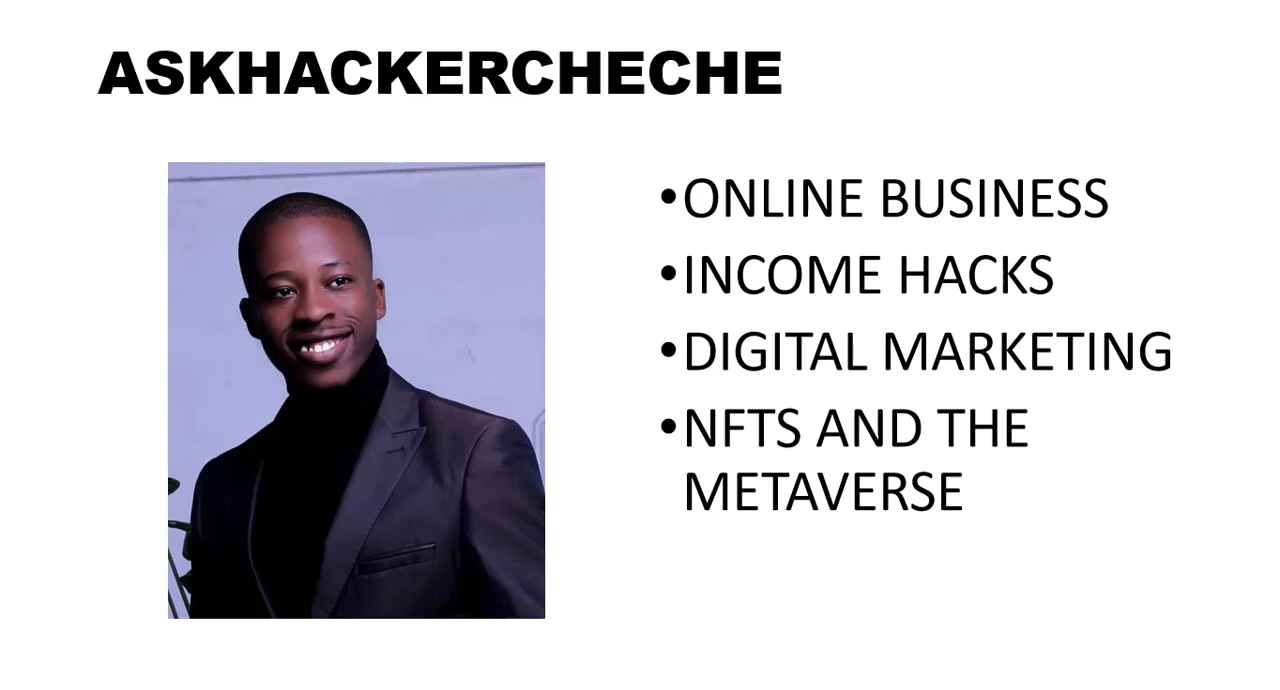 ASKHACKERCHECHE
•ONLINE BUSINESS
•INCOME HACKS
•DIGITAL MARKETING
•NFTS AND THE
METAVERSE